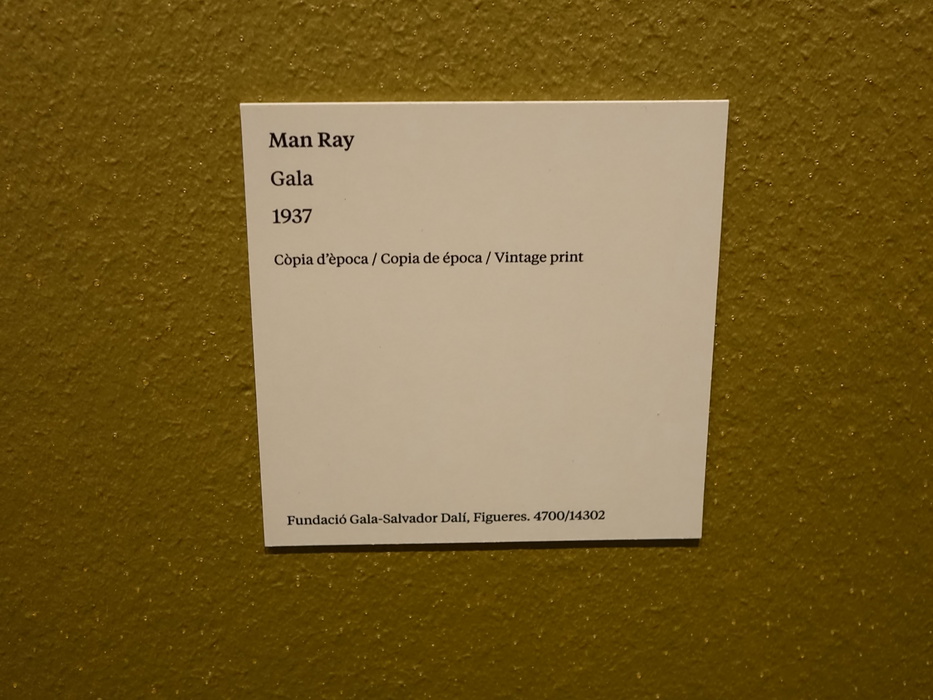 Man Ray
Gala
1937
Còpia d'època / Copia de época / Vintage print
Fundació Gala-Salvador Dalí, Figueres. 4700/14302